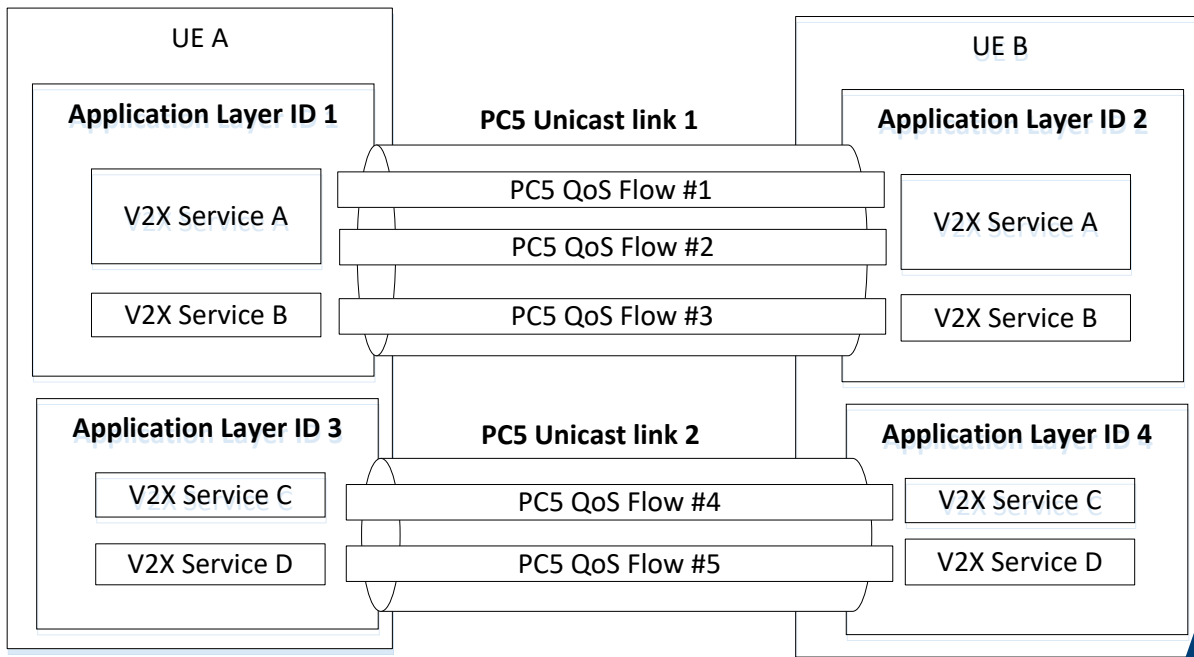 UE A
UE B
Application Layer ID 1
PC5 Unicast link 1
Application Layer ID 2
V2X Service A
PC5 QoS Flow #1
V2X Service A
PC5 QoS Flow #2
V2X Service B
PC5 QoS Flow #3
V2X Service B
Application Layer ID 3
PC5 Unicast link 2
Application Layer ID 4
V2X Service C
PC5 QoS Flow #4
V2X Service C
V2X Service D
PC5 QoS Flow #5
V2X Service D